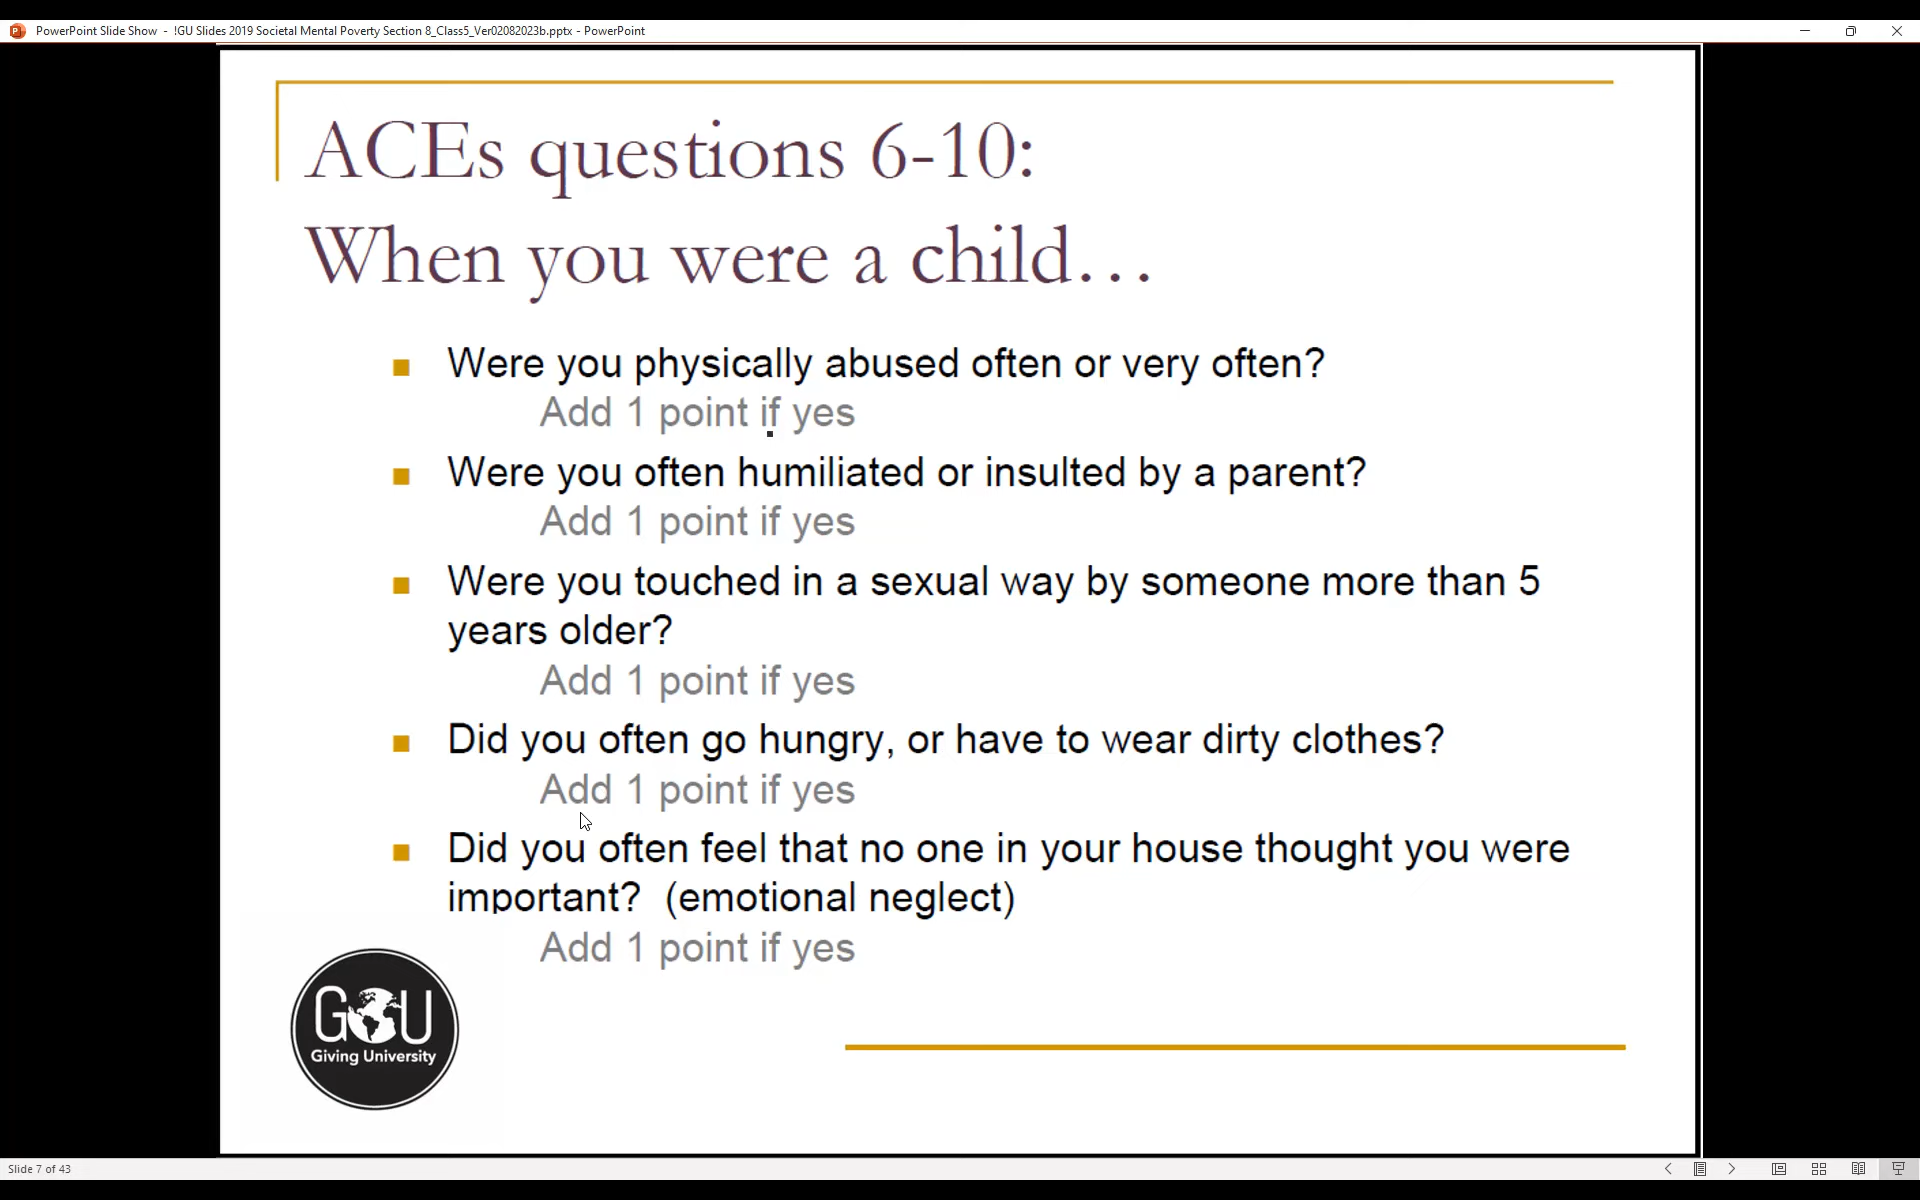 PowerPoint Slide Show - !GU Slides 2019 Societal Mental Poverty Section 8_Class5_Ver02082023b.pptx - PowerPoint
ACEs questions 6-10:
When you were a child…
Were you physically abused often or very often?
Add 1 point if yes
Were you often humiliated or insulted by a parent?
Add 1 point if yes
Were you touched in a sexual way by someone more than 5
years older?
Add 1 point if yes
Did you often go hungry, or have to wear dirty clothes?
Add 1 point if yes
Did you often feel that no one in your house thought you were
important? (emotional neglect)
Add 1 point if yes
GU
Giving University
Slide 7 of 43